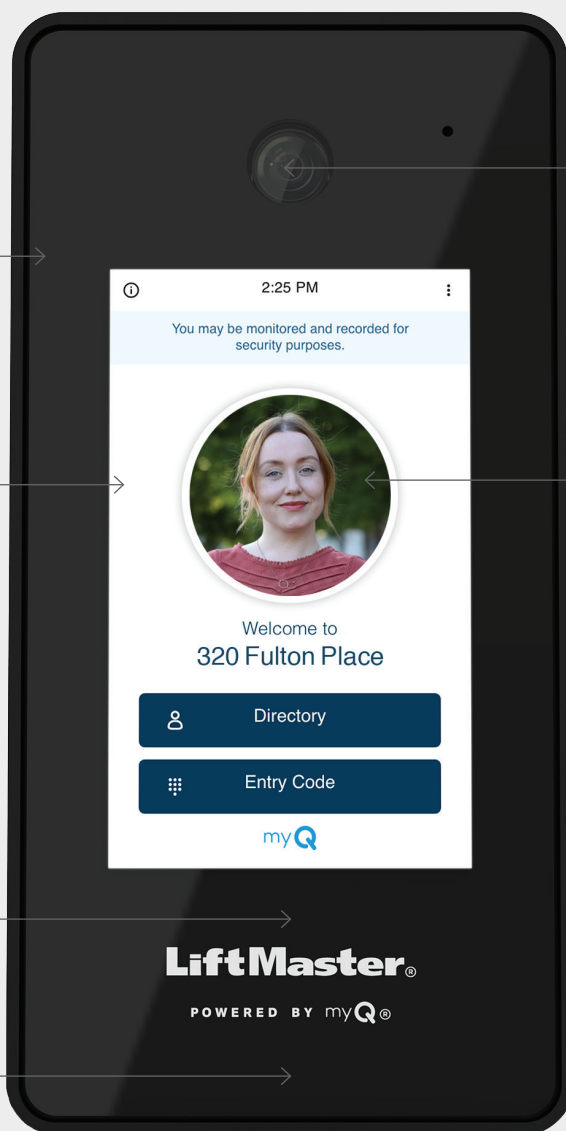 2:25 PM
You may be monitored and recorded for
security purposes.
Welcome to
320 Fulton Place
Directory
Entry Code
myQ
LiftMaster®
POWERED BY myQ®